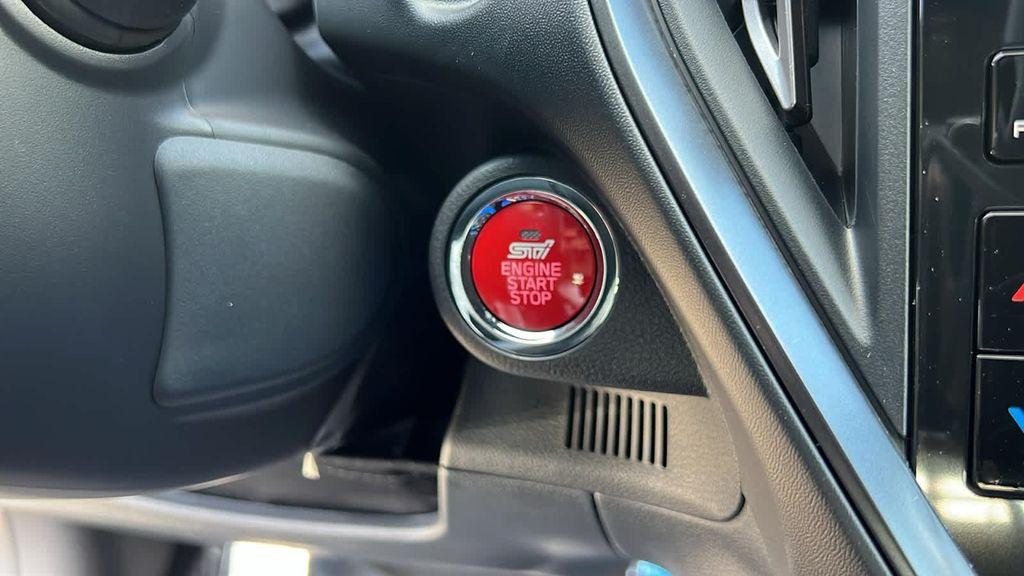 STI
ENGINE
START
STOP